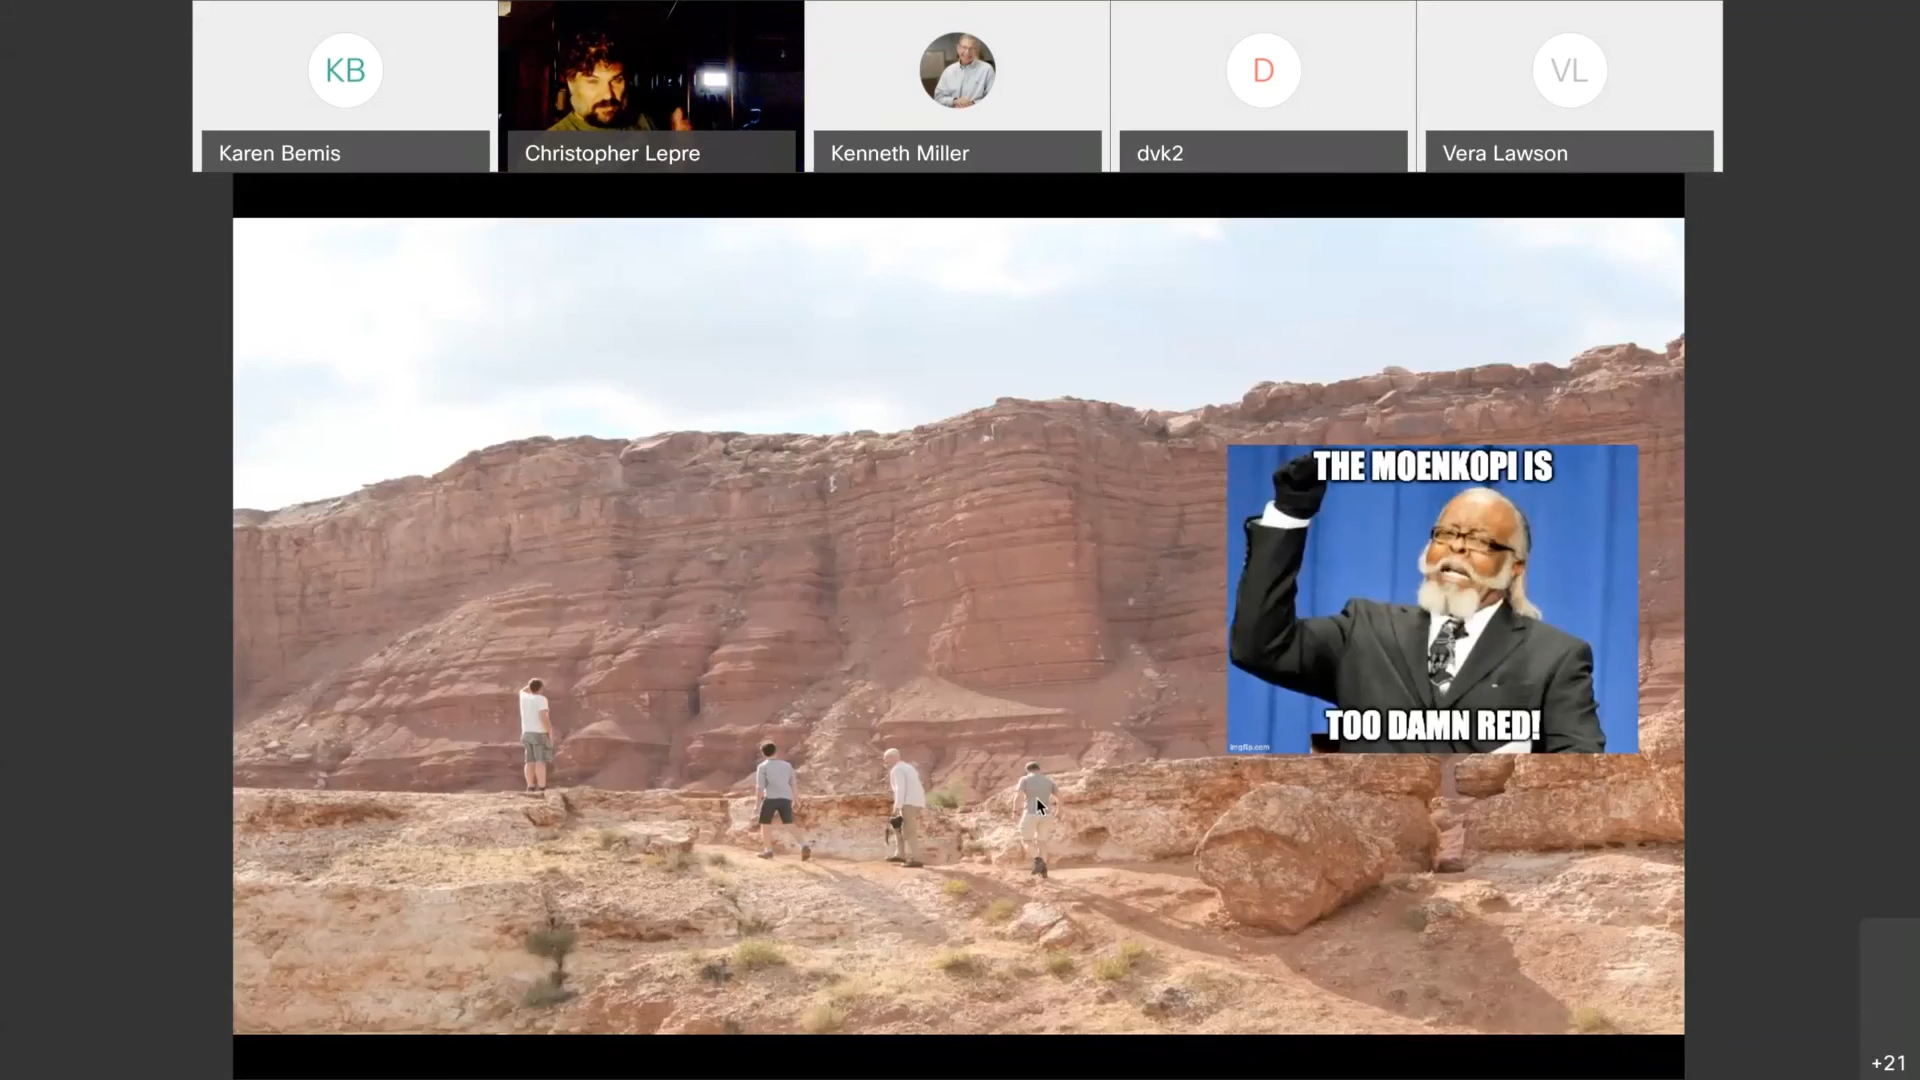 KB
Karen Bemis
Christopher Lepre
Kenneth Miller
D
dvk2
VL
Vera Lawson
THE MOENKOPI IS
TOO DAMN RED!
imgflip.com
+21